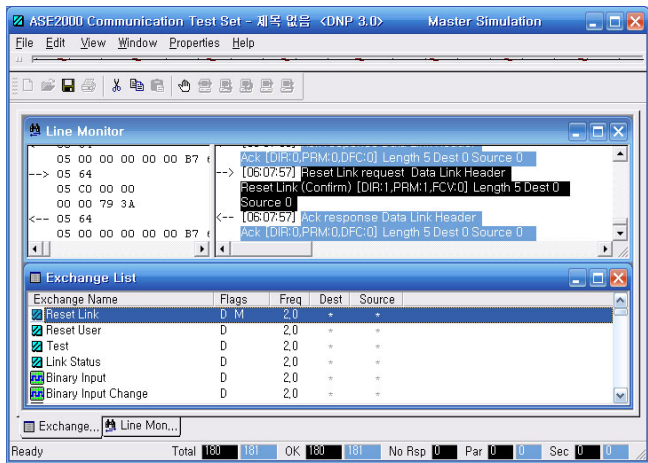 ASE2000 Communication Test Set - 제목 없음 <DNP 3.0> Master Simulation
File Edit View Window Properties Help
Line Monitor
05 00 00 00 00 00 B7
--> 05 64
05 C0 00 00
00 00 79 3A
<-- 05 64
05 00 00 00 00 00 B7
Ack [DIR:0,PRM:0,DFC:0] Length 5 Dest 0 Source 0
--> [06:07:57] Reset Link request Data Link Header
Reset Link (Confirm) [DIR:1,PRM:1,FCV:0] Length 5 Dest 0
Source 0
<-- [06:07:57] Ack response Data Link Header
Ack [DIR:0,PRM:0,DFC:0] Length 5 Dest 0 Source 0
Exchange List
Exchange Name Flags Freq Dest Source
Reset Link D M 2,0 * *
Reset User D 2,0 * *
Test D 2,0 * *
Link Status D 2,0 * *
Binary Input D 2,0 * *
Binary Input Change D 2,0 * *
Exchange... Line Mon...
Ready Total 180 181 OK 180 181 No Rsp 0 0 Par 0 0 Sec 0 0